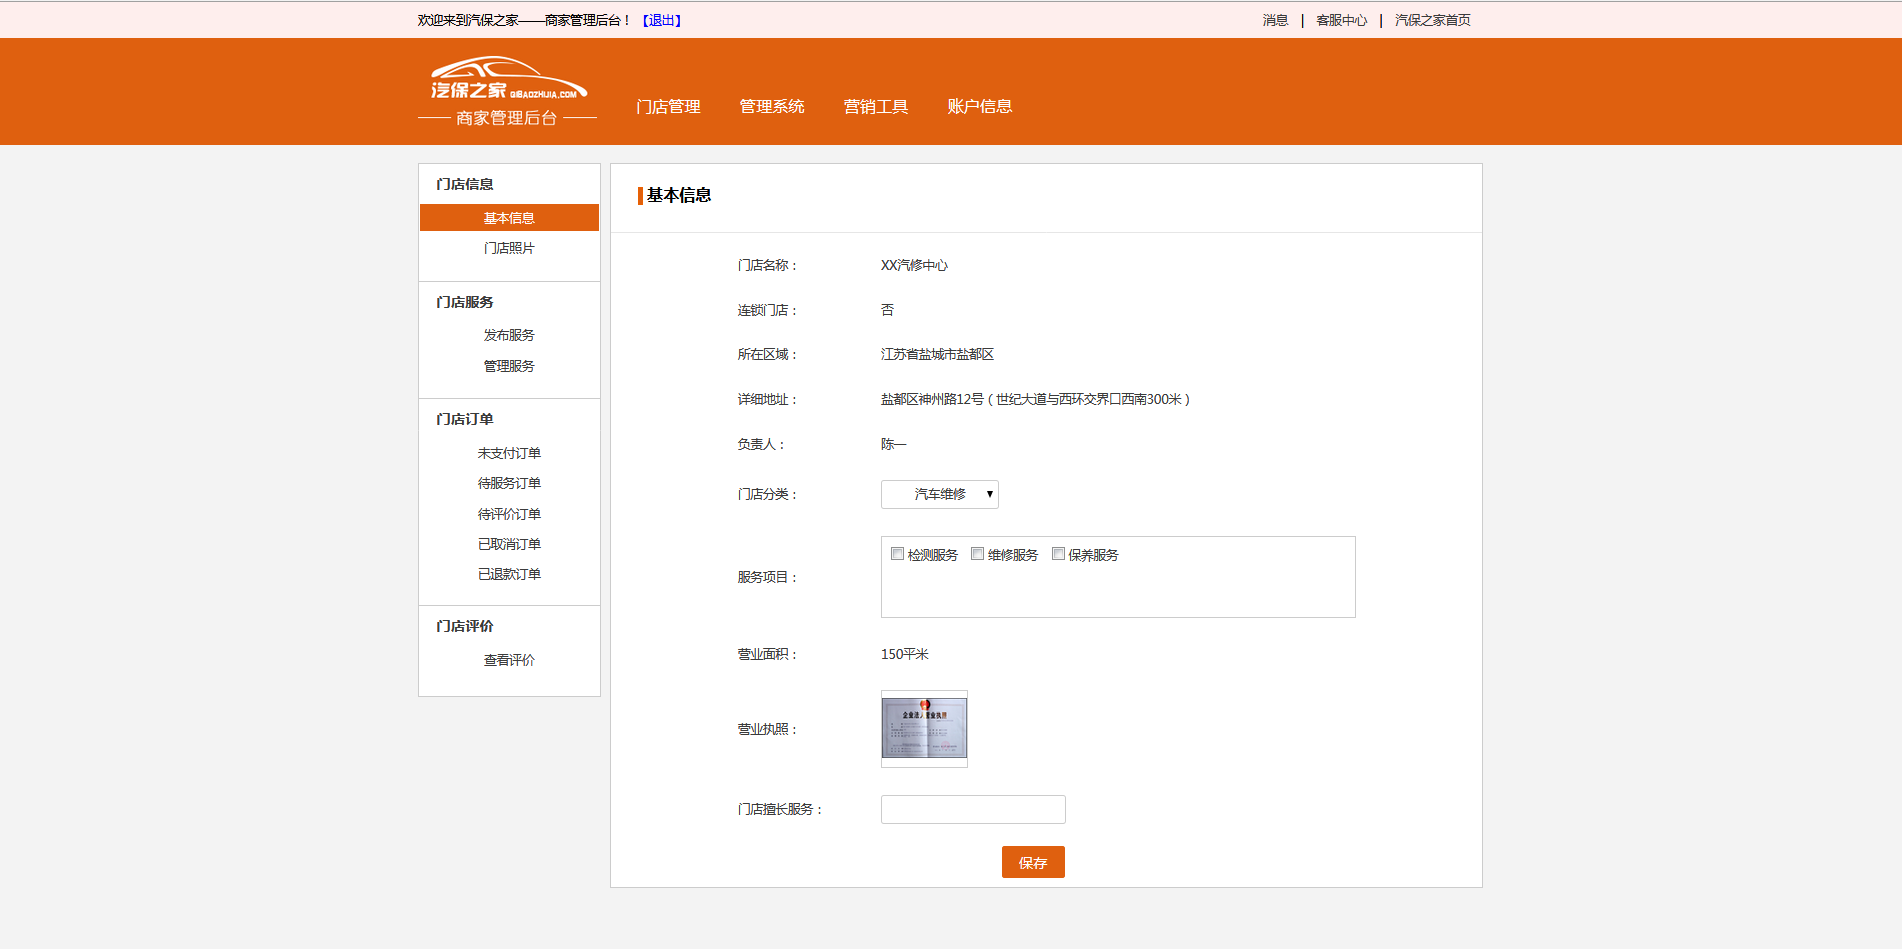 欢迎来到汽保之家——商家管理后台！【退出】
消息 | 客服中心 | 汽保之家首页
汽保之家 QIBAOZHIJIA.COM
商家管理后台
门店管理 管理系统 营销工具 账户信息
门店信息
基本信息
门店照片
门店服务
发布服务
管理服务
门店订单
未支付订单
待服务订单
待评价订单
已取消订单
已退款订单
门店评价
查看评价
基本信息
门店名称： XX汽修中心
连锁门店： 否
所在区域： 江苏省盐城市盐都区
详细地址： 盐都区神州路12号（世纪大道与西环交界口西南300米）
负责人： 陈一
门店分类： 汽车维修 ▼
服务项目： 检测服务 维修服务 保养服务
营业面积： 150平米
营业执照： 企业法人营业执照
门店擅长服务：
保存